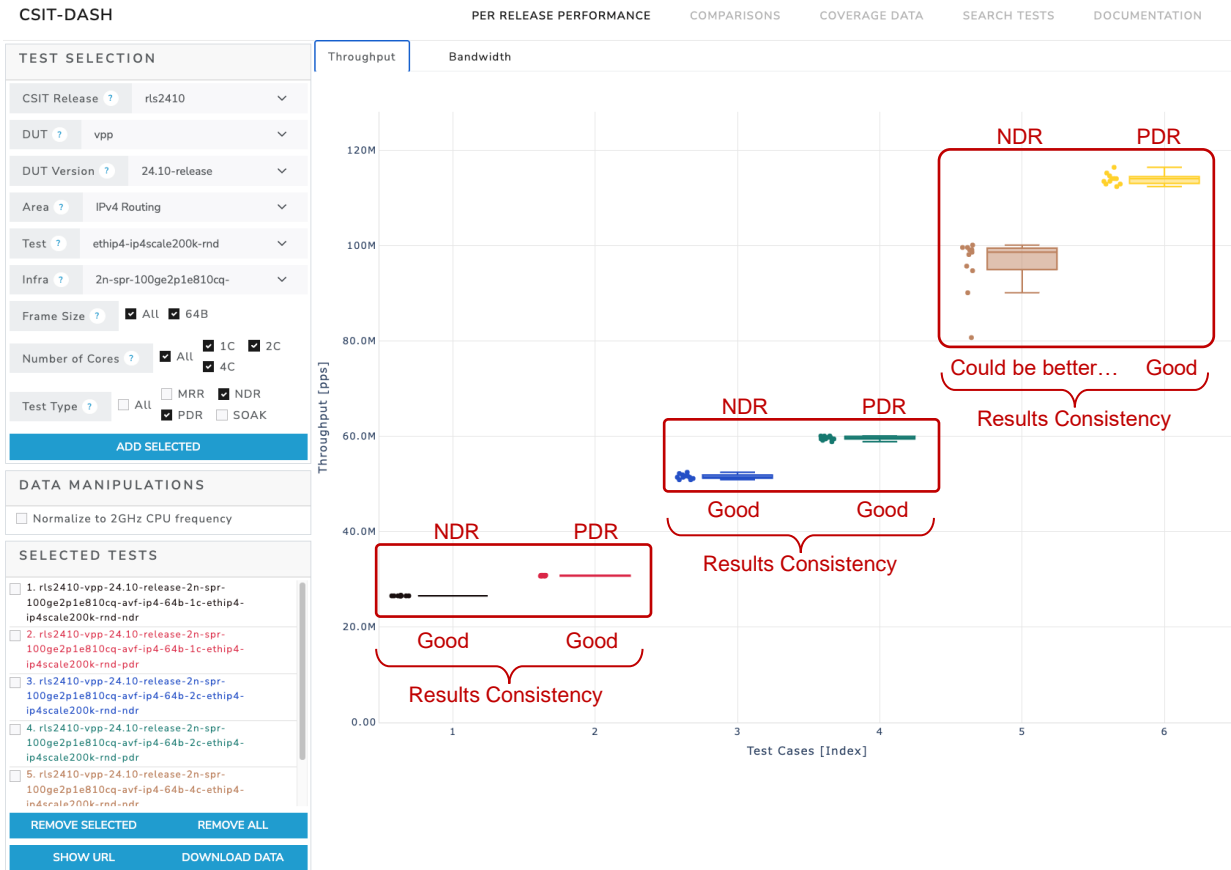 CSIT-DASH
PER RELEASE PERFORMANCE
COMPARISONS
COVERAGE DATA
SEARCH TESTS
DOCUMENTATION
TEST SELECTION
CSIT Release ? rls2410
DUT ? vpp
DUT Version ? 24.10-release
Area ? IPv4 Routing
Test ? ethip4-ip4scale200k-rnd
Infra ? 2n-spr-100ge2p1e810cq-
Frame Size ? All 64B
Number of Cores ? All 1C 2C
4C
Test Type ? All MRR NDR
PDR SOAK
ADD SELECTED
DATA MANIPULATIONS
Normalize to 2GHz CPU frequency
SELECTED TESTS
1. rls2410-vpp-24.10-release-2n-spr-
100ge2p1e810cq-avf-ip4-64b-1c-ethip4-
ip4scale200k-rnd-ndr
2. rls2410-vpp-24.10-release-2n-spr-
100ge2p1e810cq-avf-ip4-64b-1c-ethip4-
ip4scale200k-rnd-pdr
3. rls2410-vpp-24.10-release-2n-spr-
100ge2p1e810cq-avf-ip4-64b-2c-ethip4-
ip4scale200k-rnd-ndr
4. rls2410-vpp-24.10-release-2n-spr-
100ge2p1e810cq-avf-ip4-64b-2c-ethip4-
ip4scale200k-rnd-pdr
5. rls2410-vpp-24.10-release-2n-spr-
100ge2p1e810cq-avf-ip4-64b-4c-ethip4-
ip4scale200k-rnd-ndr
REMOVE SELECTED
REMOVE ALL
SHOW URL
DOWNLOAD DATA
Throughput
Bandwidth
Throughput [pps]
120M
100M
80.0M
60.0M
40.0M
20.0M
0.00
NDR PDR
Could be better… Good
Results Consistency
NDR PDR
Good Good
Results Consistency
NDR PDR
Good Good
Results Consistency
1 2 3 4 5 6
Test Cases [Index]